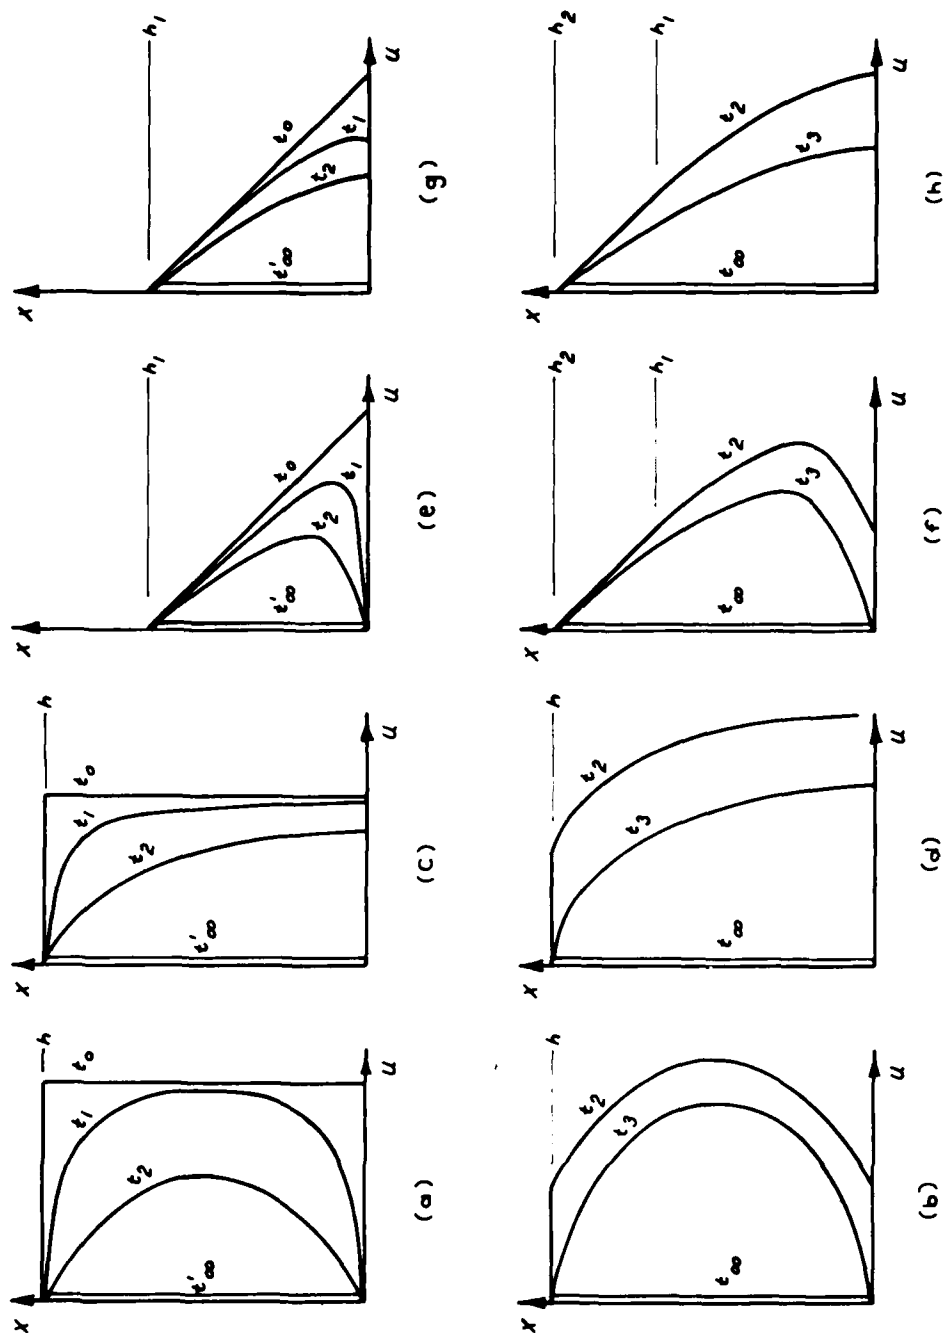 x
h
t₀
t₁
t₂
t'∞
u
(a)
x
h
t₀
t₁
t₂
t'∞
u
(c)
x
h₁
t₀
t₁
t₂
t'∞
u
(e)
x
h₁
t₀
t₁
t₂
t'∞
u
(g)
x
h
t₂
t₃
t∞
u
(b)
x
h
t₂
t₃
t∞
u
(d)
x
h₂
h₁
t₂
t₃
t∞
u
(f)
x
h₂
h₁
t₂
t₃
t∞
u
(h)